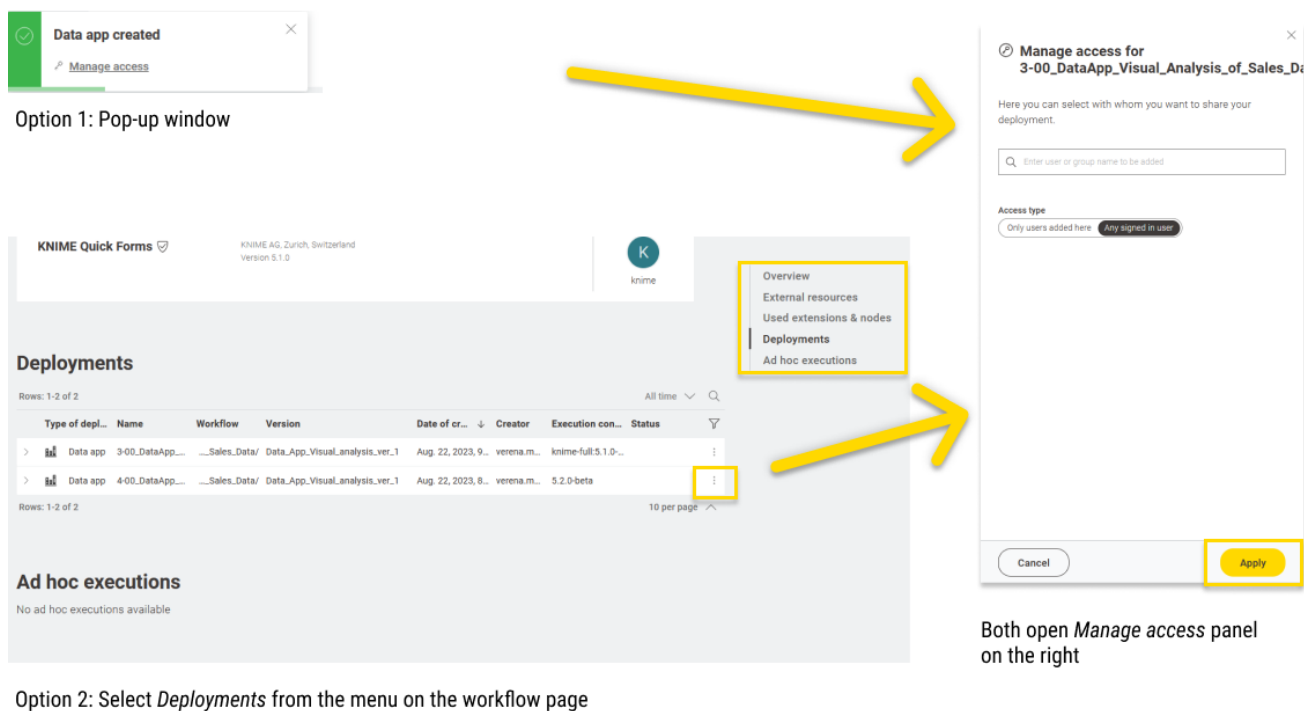 Data app created
Manage access
Option 1: Pop-up window
KNIME Quick Forms
KNIME AG, Zurich, Switzerland
Version 5.1.0
K
knime
Overview
External resources
Used extensions & nodes
Deployments
Ad hoc executions
Deployments
Rows: 1-2 of 2
All time
Type of depl... Name Workflow Version Date of cr... Creator Execution con... Status
Data app 3-00_DataApp_... ..._Sales_Data/ Data_App_Visual_analysis_ver_1 Aug. 22, 2023, 9... verena.m... knime-full:5.1.0-...
Data app 4-00_DataApp_... ..._Sales_Data/ Data_App_Visual_analysis_ver_1 Aug. 22, 2023, 8... verena.m... 5.2.0-beta
Rows: 1-2 of 2
10 per page
Ad hoc executions
No ad hoc executions available
Option 2: Select Deployments from the menu on the workflow page
Manage access for
3-00_DataApp_Visual_Analysis_of_Sales_Da
Here you can select with whom you want to share your
deployment.
Enter user or group name to be added
Access type
Only users added here Any signed in user
Cancel
Apply
Both open Manage access panel
on the right